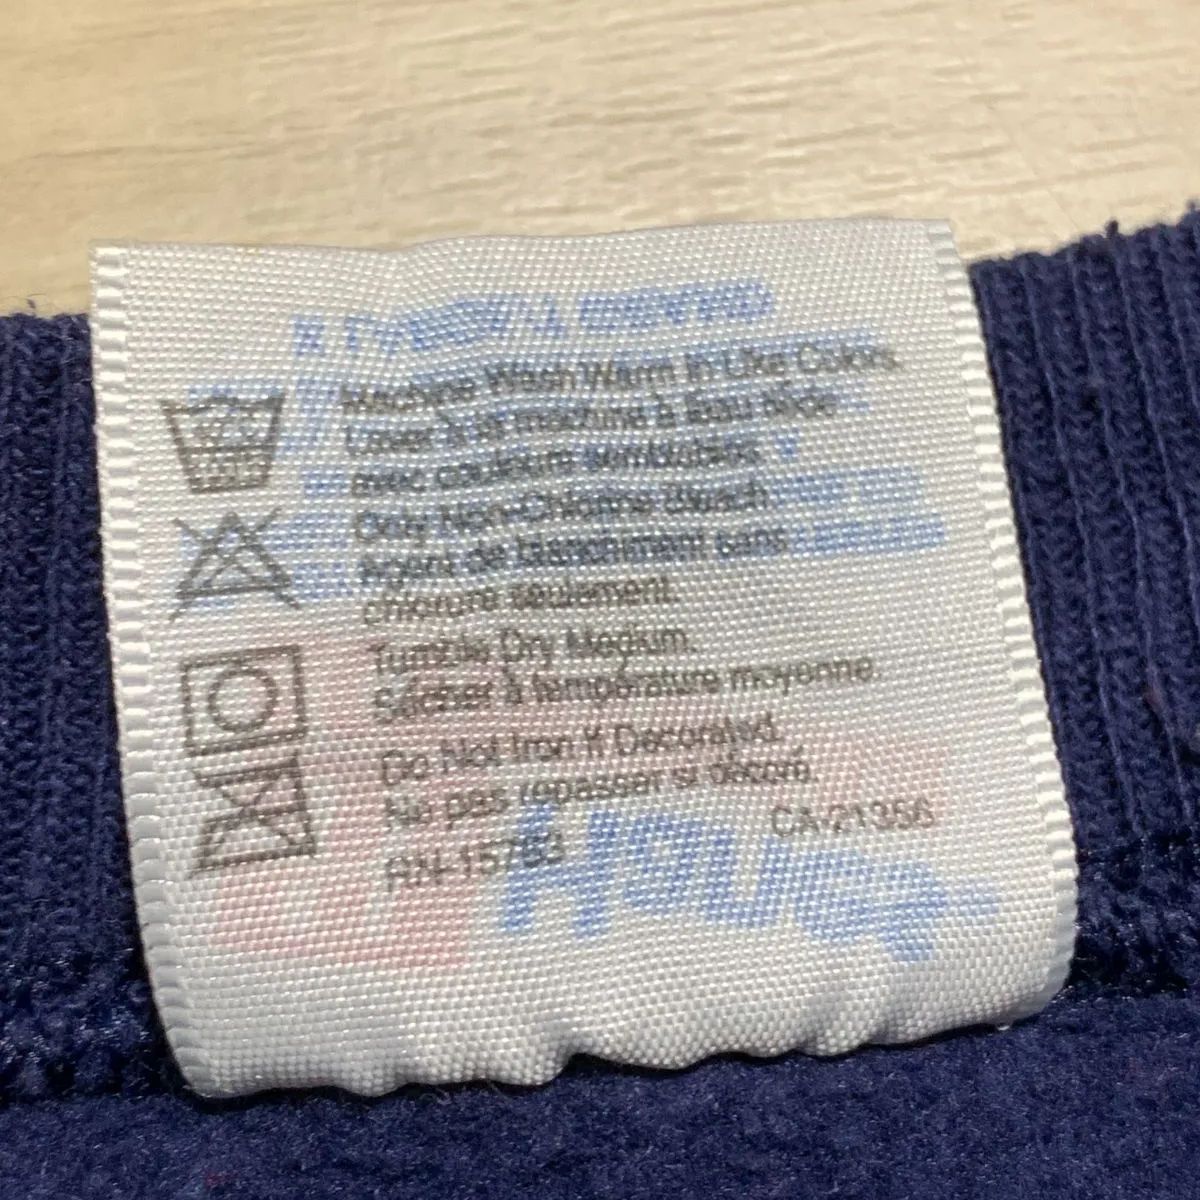 Machine Wash Warm In Like Colors.
Laver à la machine à l'eau tiède
avec couleurs semblables.
Only Non-Chlorine Bleach
Agent de blanchiment sans
chlorure seulement.
Tumble Dry Medium.
Sécher à température moyenne.
Do Not Iron If Decorated.
Ne pas repasser si décoré.
RN-15763 CA-21356